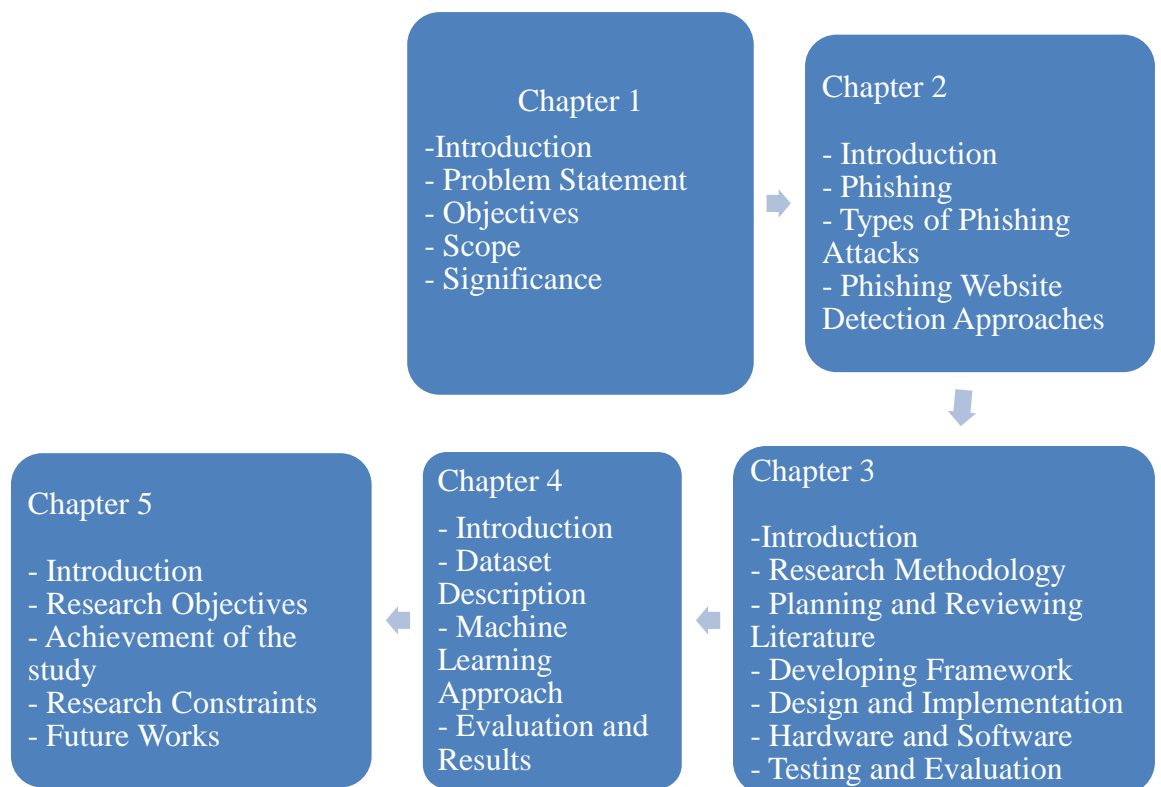 Chapter 1
-Introduction
- Problem Statement
- Objectives
- Scope
- Significance
Chapter 2
- Introduction
- Phishing
- Types of Phishing
Attacks
- Phishing Website
Detection Approaches
Chapter 3
-Introduction
- Research Methodology
- Planning and Reviewing
Literature
- Developing Framework
- Design and Implementation
- Hardware and Software
- Testing and Evaluation
Chapter 4
- Introduction
- Dataset
Description
- Machine
Learning
Approach
- Evaluation and
Results
Chapter 5
- Introduction
- Research Objectives
- Achievement of the
study
- Research Constraints
- Future Works